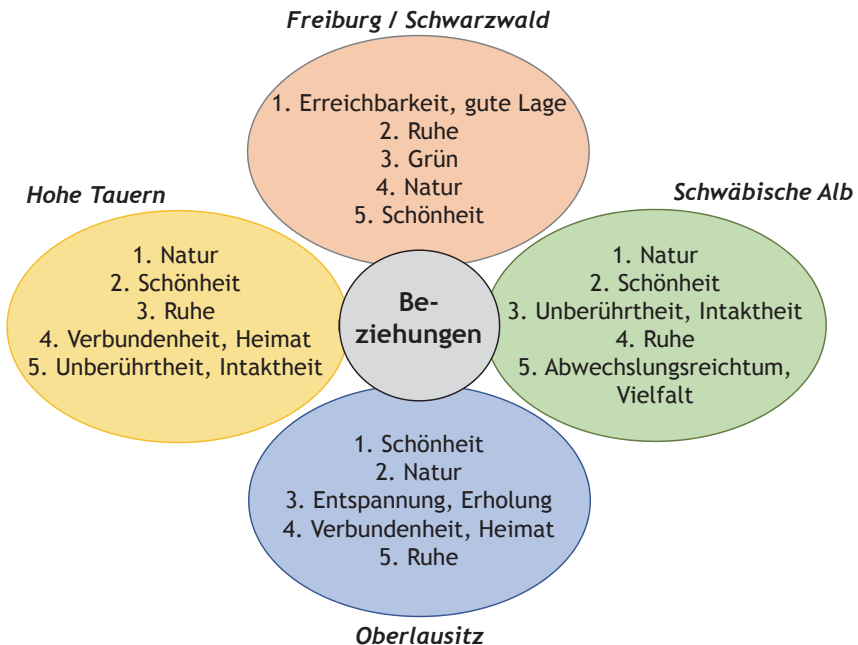 Freiburg / Schwarzwald
1. Erreichbarkeit, gute Lage
2. Ruhe
3. Grün
4. Natur
5. Schönheit
Hohe Tauern
1. Natur
2. Schönheit
3. Ruhe
4. Verbundenheit, Heimat
5. Unberührtheit, Intaktheit
Be-
ziehungen
Schwäbische Alb
1. Natur
2. Schönheit
3. Unberührtheit, Intaktheit
4. Ruhe
5. Abwechslungsreichtum,
Vielfalt
1. Schönheit
2. Natur
3. Entspannung, Erholung
4. Verbundenheit, Heimat
5. Ruhe
Oberlausitz